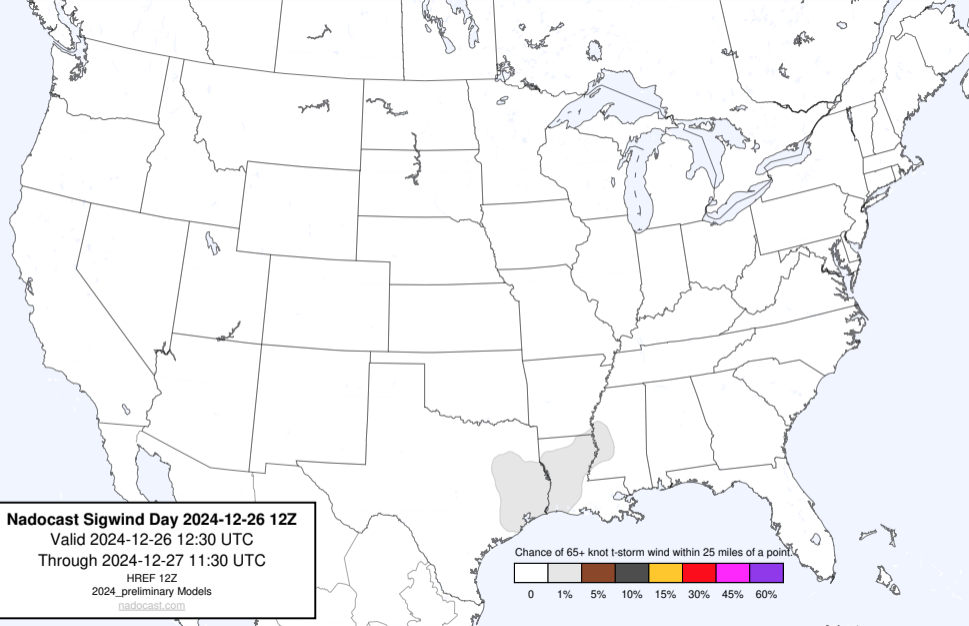 Nadocast Sigwind Day 2024-12-26 12Z
Valid 2024-12-26 12:30 UTC
Through 2024-12-27 11:30 UTC
HREF 12Z
2024_preliminary Models
nadocast.com
Chance of 65+ knot t-storm wind within 25 miles of a point.
0 1% 5% 10% 15% 30% 45% 60%